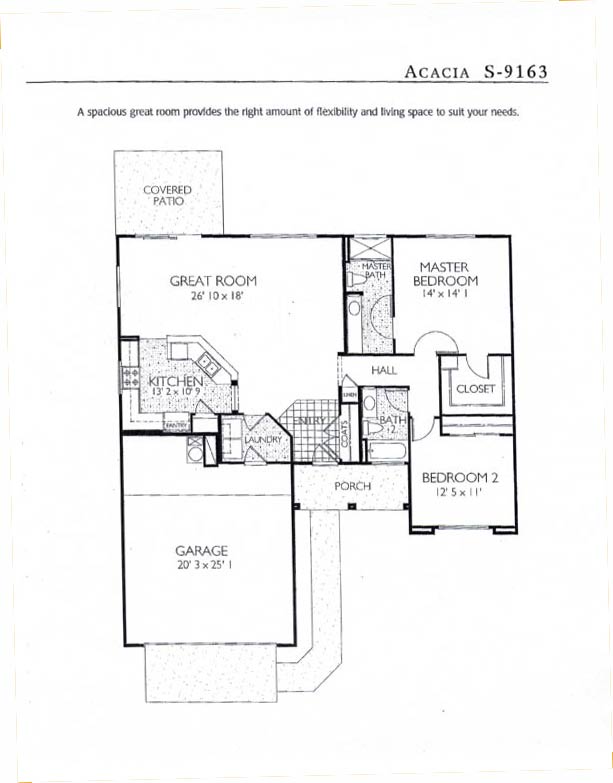 ACACIA S-9163
A spacious great room provides the right amount of flexibility and living space to suit your needs.
COVERED
PATIO
GREAT ROOM
26' 10 x 18'
MASTER
BATH
MASTER
BEDROOM
14' x 14' 1
KITCHEN
13' 2 x 10' 9
HALL
CLOSET
LINEN
PANTRY
LAUNDRY
ENTRY
COATS
BATH
2
PORCH
BEDROOM 2
12' 5 x 11'
GARAGE
20' 3 x 25' 1